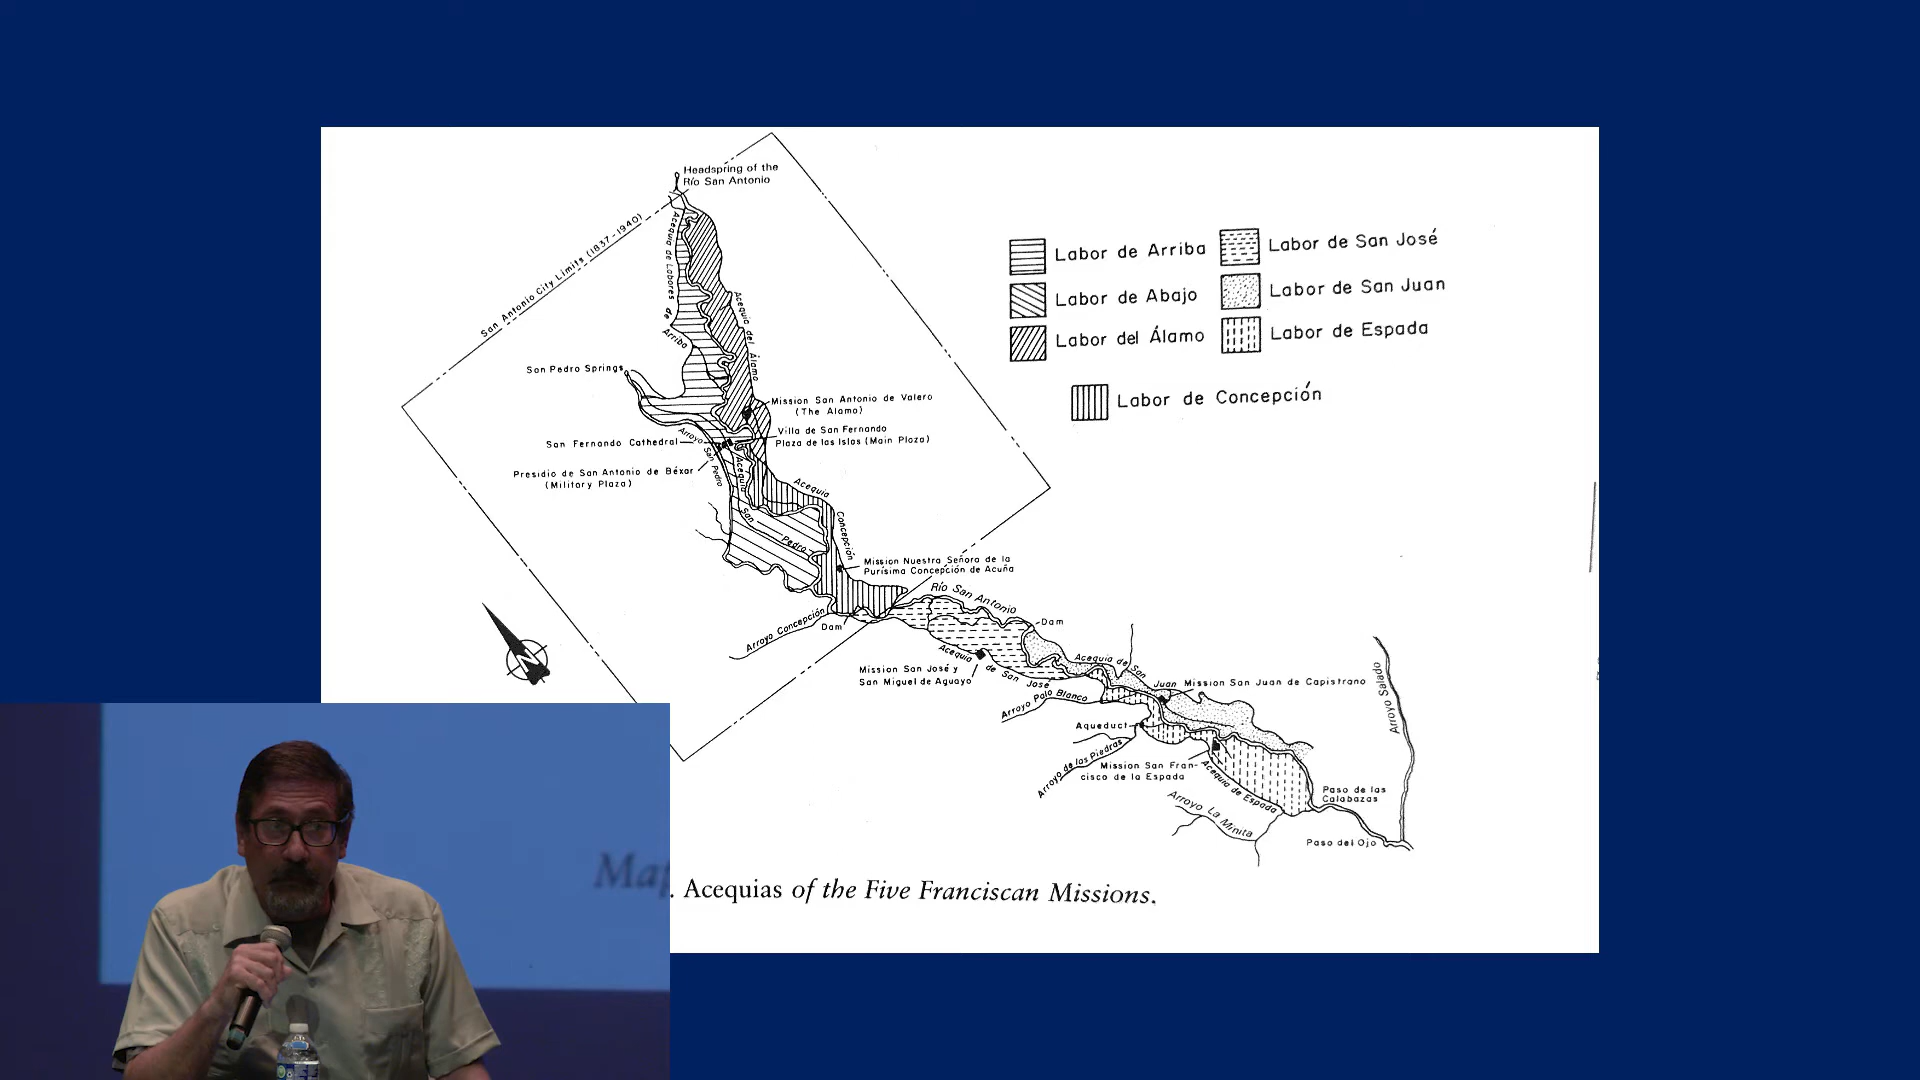 Headspring of the
Río San Antonio
San Antonio City Limits (1837-1940)
Acequia de Labores de
Arriba
Acequia del Álamo
San Pedro Springs
Mission San Antonio de Valero
(The Alamo)
Villa de San Fernando
Plaza de las Islas (Main Plaza)
San Fernando Cathedral
Arroyo San Pedro
Presidio de San Antonio de Béxar
(Military Plaza)
Acequia
San
Pedro
Acequia
Concepción
Mission Nuestra Señora de la
Purísima Concepción de Acuña
Río San Antonio
Arroyo Concepción
Dam
Dam
N
Mission San José y
San Miguel de Aguayo
Acequia de San José
Acequia de San
Juan
Mission San Juan de Capistrano
Arroyo Palo Blanco
Aqueduct
Arroyo de las Piedras
Mission San Fran-
cisco de la Espada
Acequia de Espada
Arroyo La Minita
Arroyo Salado
Paso de las
Calabazas
Paso del Ojo
Labor de Arriba
Labor de Abajo
Labor del Álamo
Labor de San José
Labor de San Juan
Labor de Espada
Labor de Concepción
Map
. Acequias of the Five Franciscan Missions.